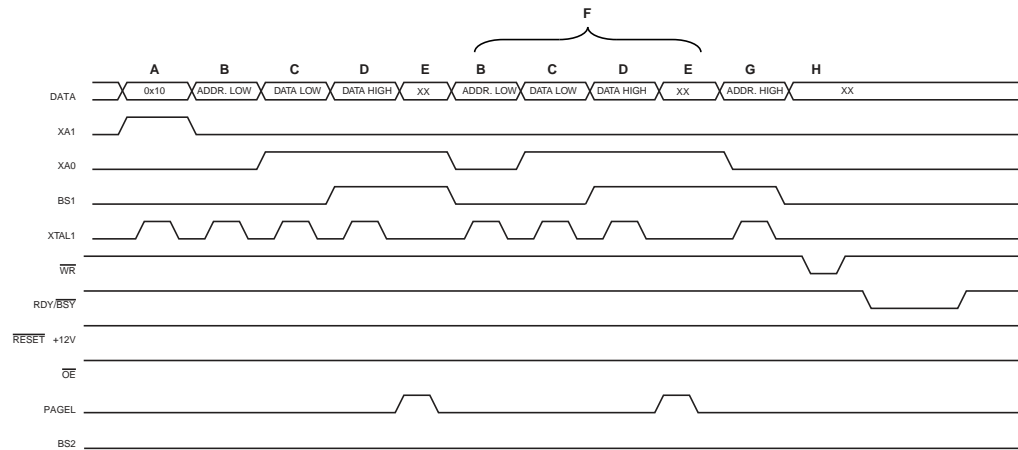 F
A B C D E B C D E G H
DATA 0x10 ADDR. LOW DATA LOW DATA HIGH XX ADDR. LOW DATA LOW DATA HIGH XX ADDR. HIGH XX
XA1
XA0
BS1
XTAL1
WR
RDY/BSY
RESET +12V
OE
PAGEL
BS2